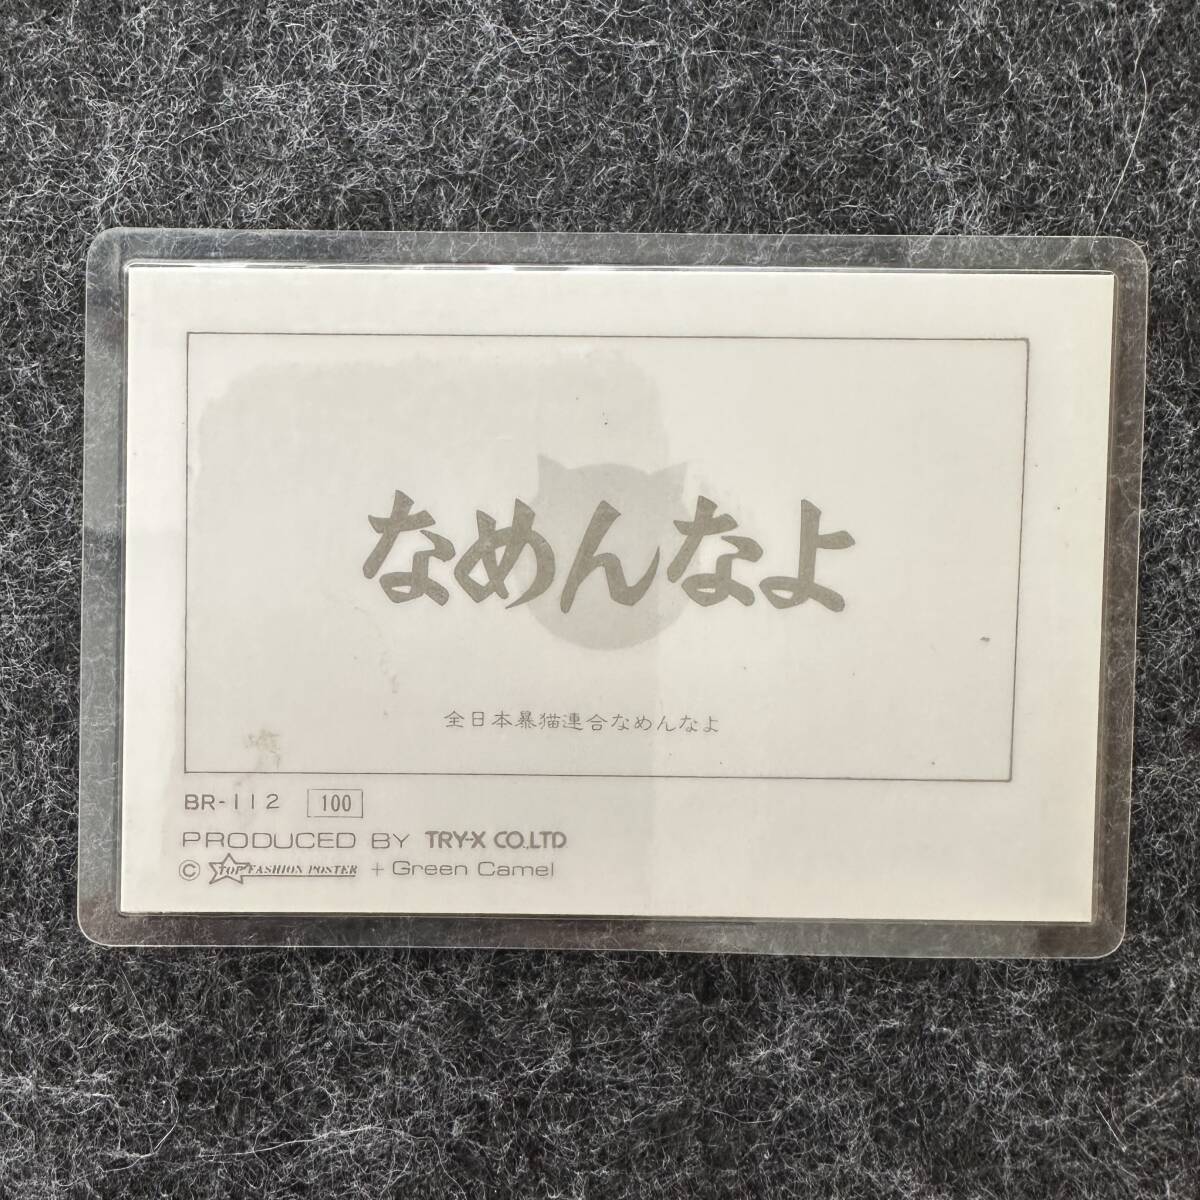 なめんなよ
全日本暴猫連合なめんなよ
BR-112 100
PRODUCED BY TRY-X CO.LTD
© TOP FASHION POSTER + Green Camel